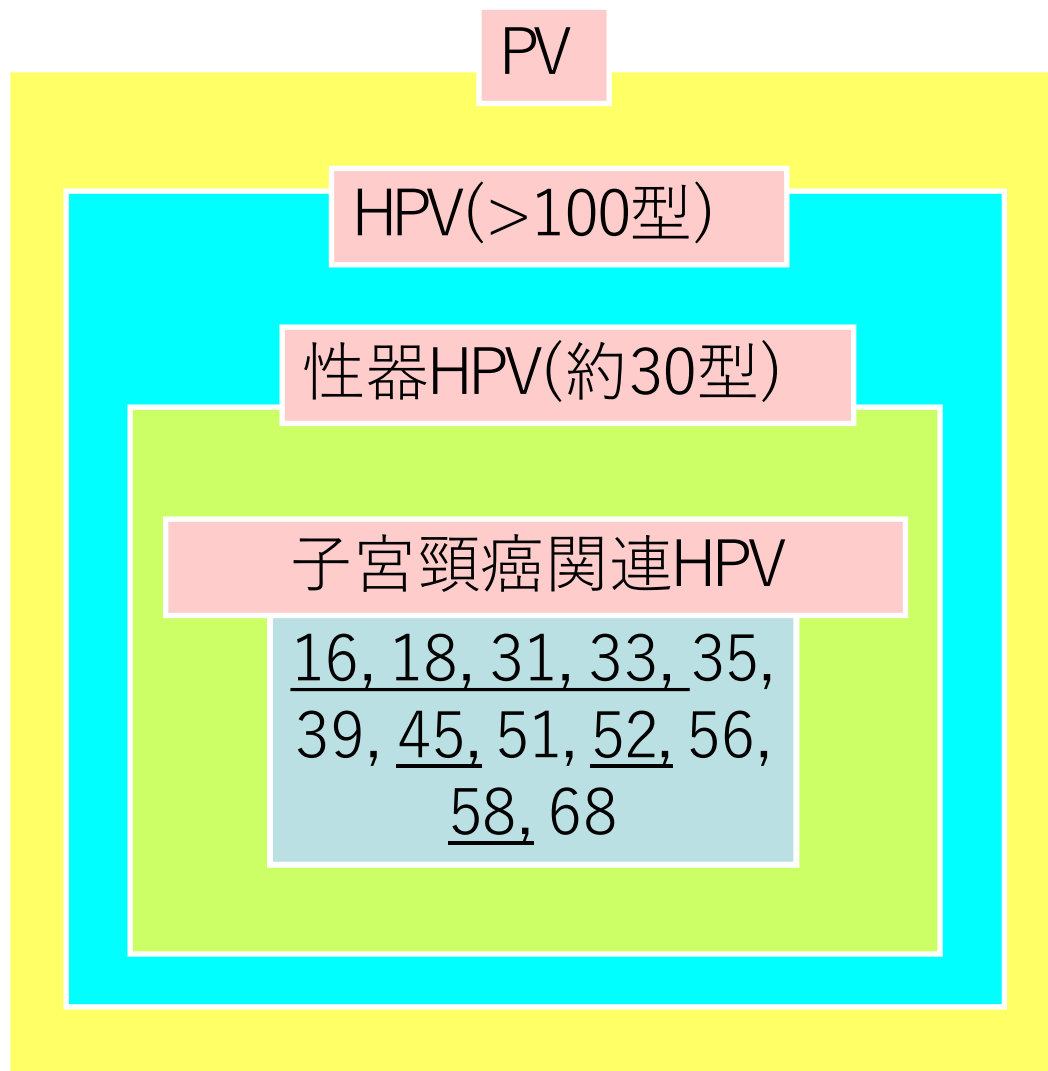 PV
HPV(>100型)
性器HPV(約30型)
子宮頸癌関連HPV
16, 18, 31, 33, 35,
39, 45, 51, 52, 56,
58, 68